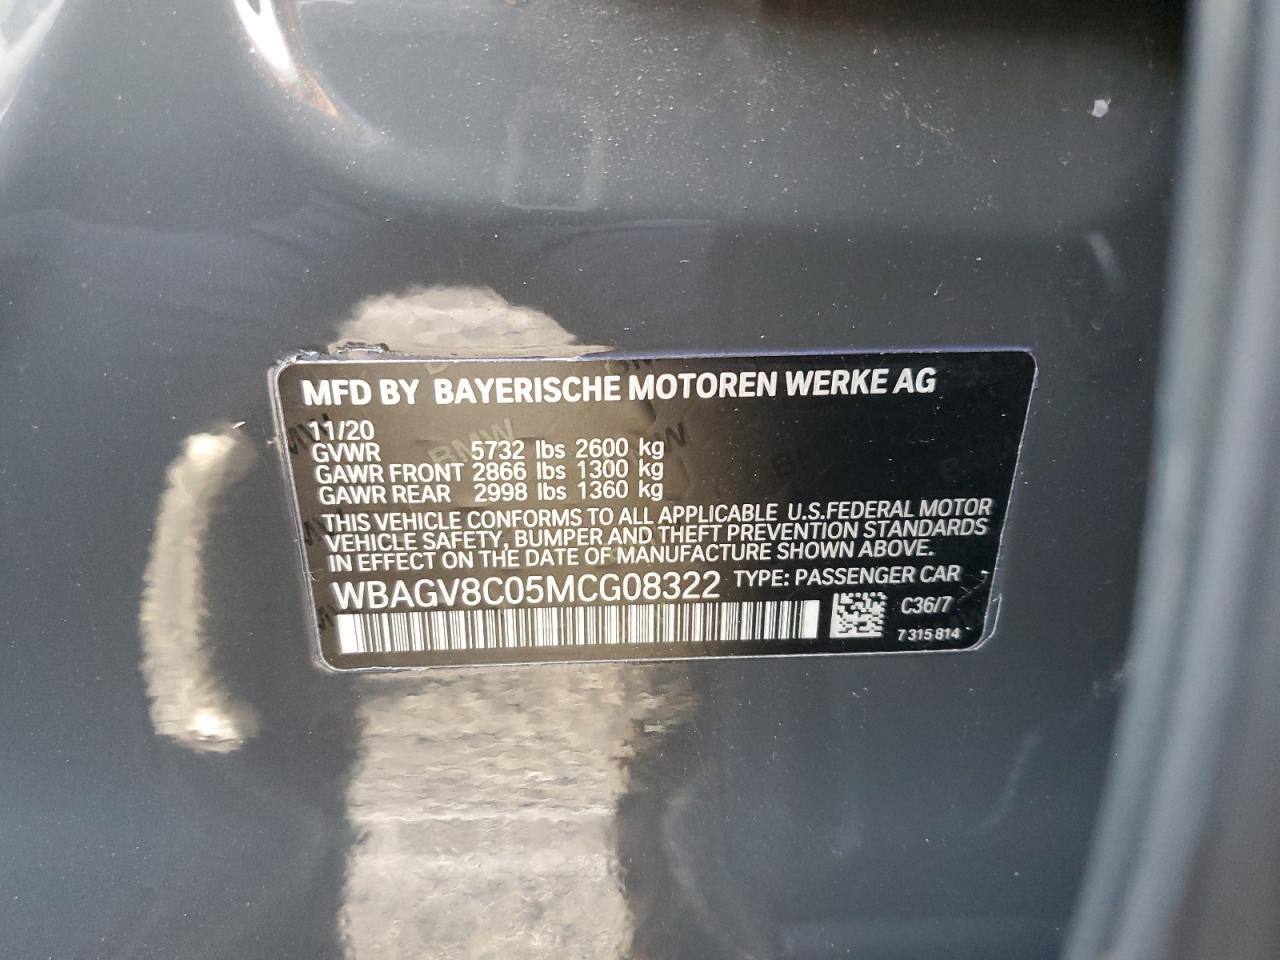 MFD BY BAYERISCHE MOTOREN WERKE AG
11/20
GVWR 5732 lbs 2600 kg
GAWR FRONT 2866 lbs 1300 kg
GAWR REAR 2998 lbs 1360 kg
THIS VEHICLE CONFORMS TO ALL APPLICABLE U.S.FEDERAL MOTOR
VEHICLE SAFETY, BUMPER AND THEFT PREVENTION STANDARDS
IN EFFECT ON THE DATE OF MANUFACTURE SHOWN ABOVE.
WBAGV8C05MCG08322 TYPE: PASSENGER CAR
C36/7
7 315 814